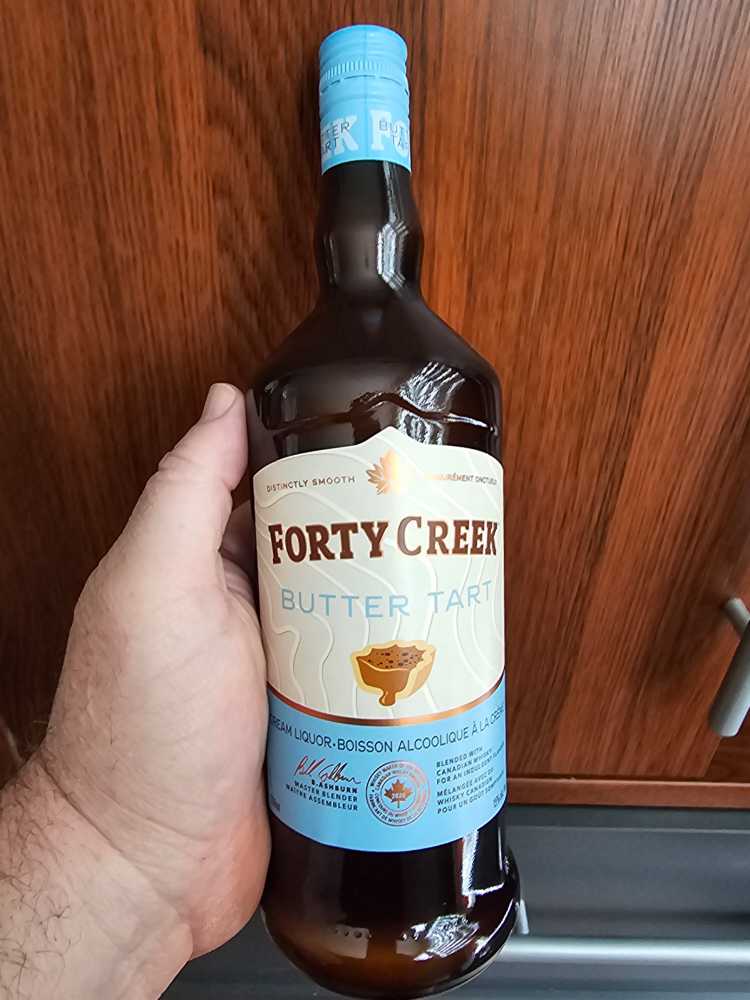 BUTTER
TART
DISTINCTLY SMOOTH
FORTY CREEK
BUTTER TART
CREAM LIQUOR • BOISSON ALCOOLIQUE À LA CRÈME
B. ASHBURN
MASTER BLENDER
MAÎTRE ASSEMBLEUR
2020
BLENDED WITH
CANADIAN WHISKY
FOR AN INDULGENT
MÉLANGÉE AVEC DU
WHISKY CANADIEN
POUR UN GOÛT